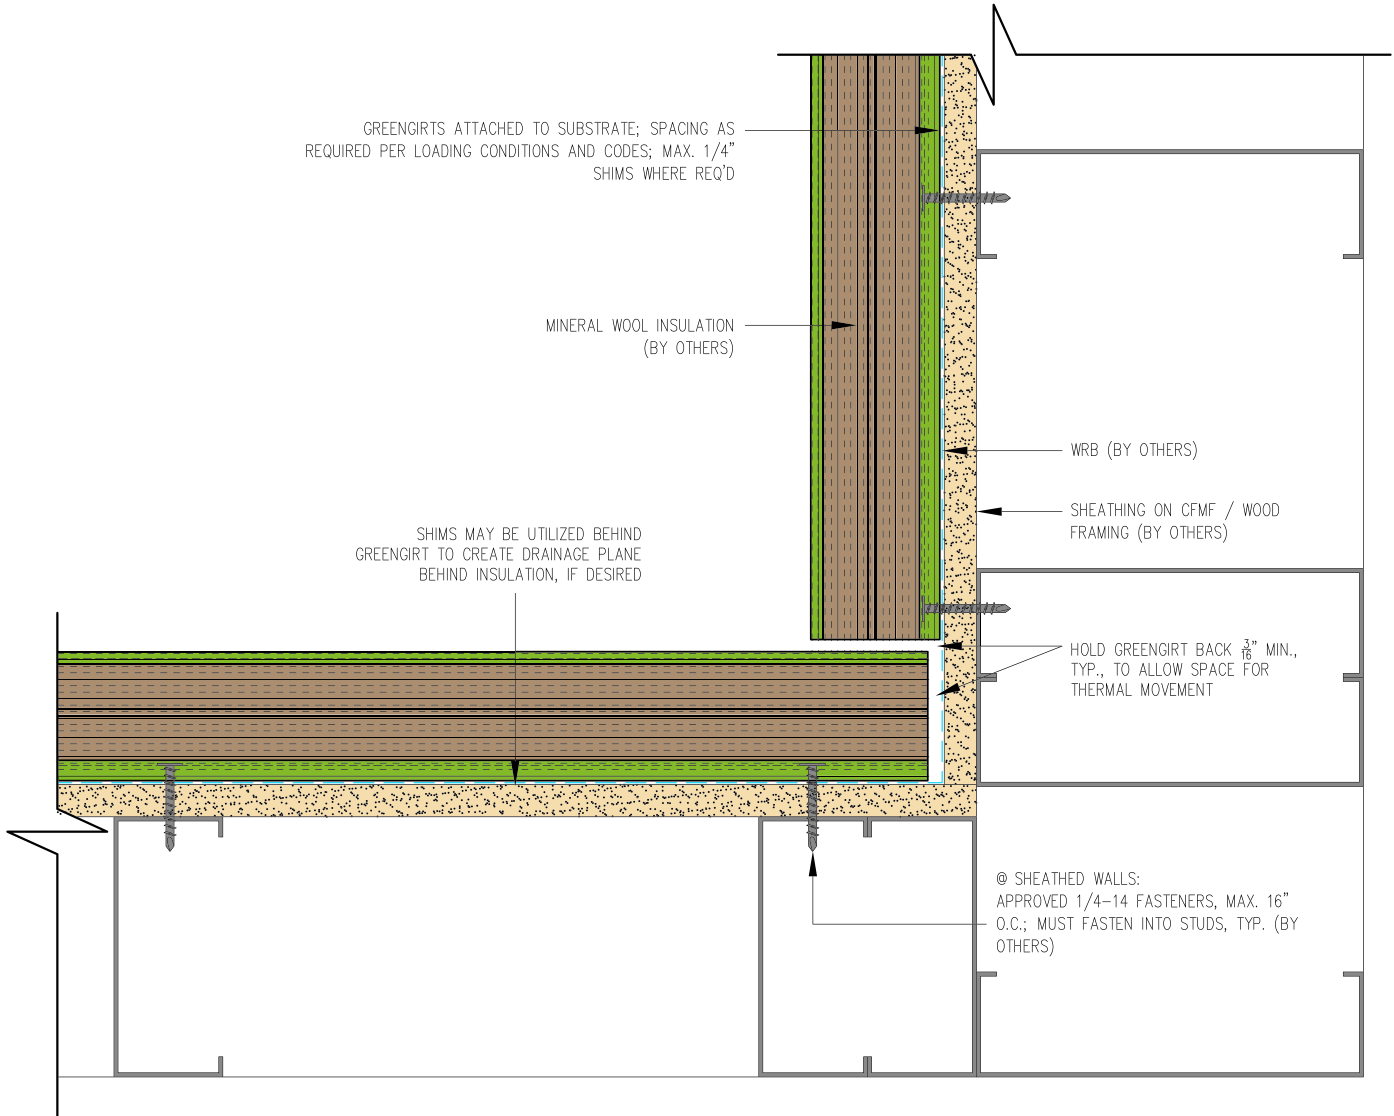 GREENGIRTS ATTACHED TO SUBSTRATE; SPACING AS
REQUIRED PER LOADING CONDITIONS AND CODES; MAX. 1/4"
SHIMS WHERE REQ'D
MINERAL WOOL INSULATION
(BY OTHERS)
WRB (BY OTHERS)
SHEATHING ON CFMF / WOOD
FRAMING (BY OTHERS)
SHIMS MAY BE UTILIZED BEHIND
GREENGIRT TO CREATE DRAINAGE PLANE
BEHIND INSULATION, IF DESIRED
HOLD GREENGIRT BACK 3/16" MIN.,
TYP., TO ALLOW SPACE FOR
THERMAL MOVEMENT
@ SHEATHED WALLS:
APPROVED 1/4-14 FASTENERS, MAX. 16"
O.C.; MUST FASTEN INTO STUDS, TYP. (BY
OTHERS)